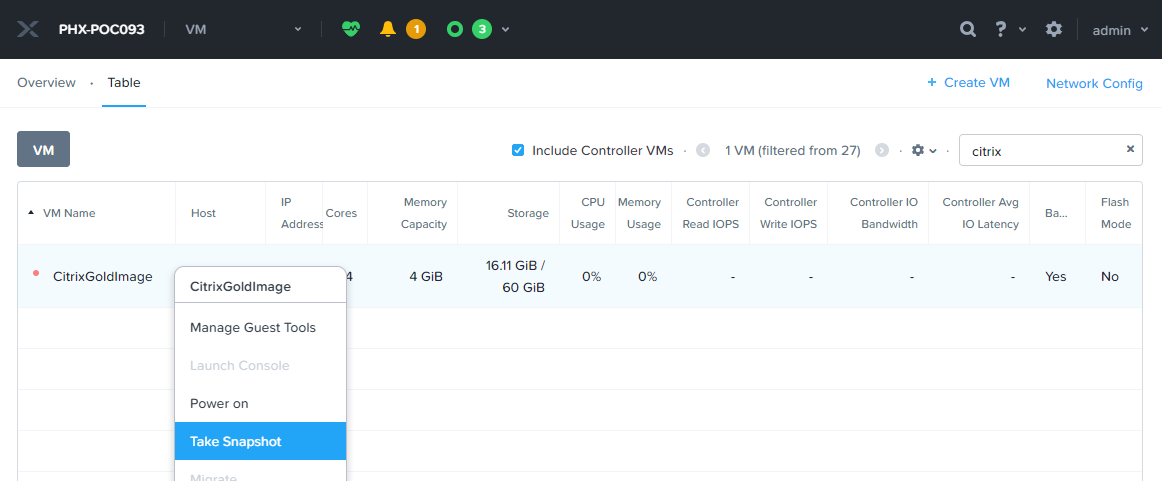 PHX-POC093 VM 1 3 ? admin
Overview · Table + Create VM Network Config
VM Include Controller VMs · 1 VM (filtered from 27) · · citrix ×
VM Name Host IP Address Cores Memory Capacity Storage CPU Usage Memory Usage Controller Read IOPS Controller Write IOPS Controller IO Bandwidth Controller Avg IO Latency Ba... Flash Mode
CitrixGoldImage 4 4 GiB 16.11 GiB / 60 GiB 0% 0% - - - - Yes No
CitrixGoldImage
Manage Guest Tools
Launch Console
Power on
Take Snapshot
Migrate